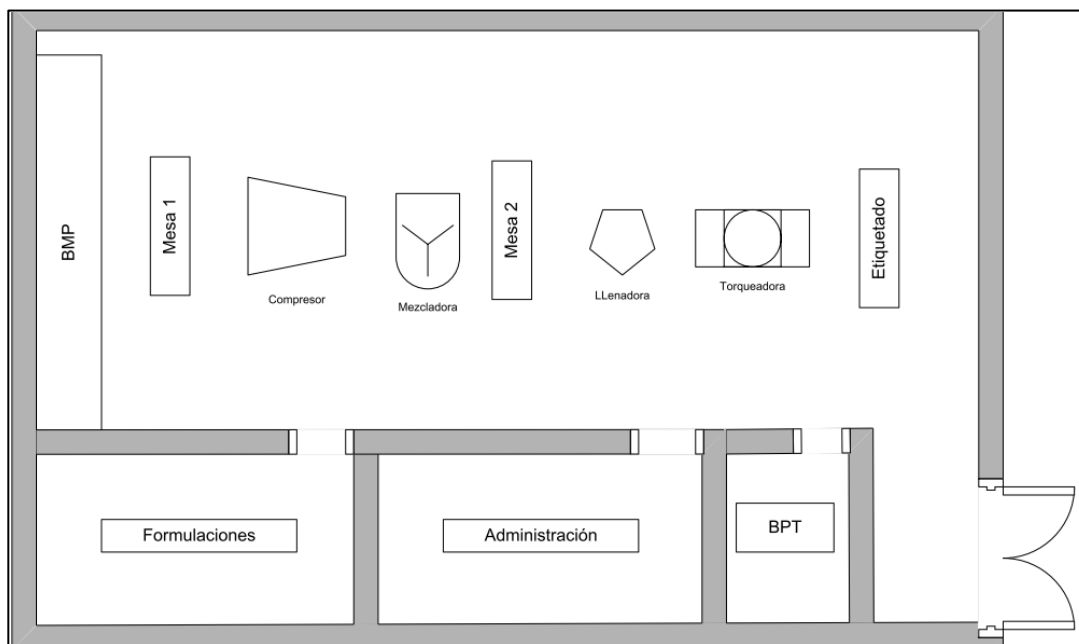 BMP
Mesa 1
Compresor
Mezcladora
Mesa 2
LLenadora
Torqueadora
Etiquetado
Formulaciones
Administración
BPT